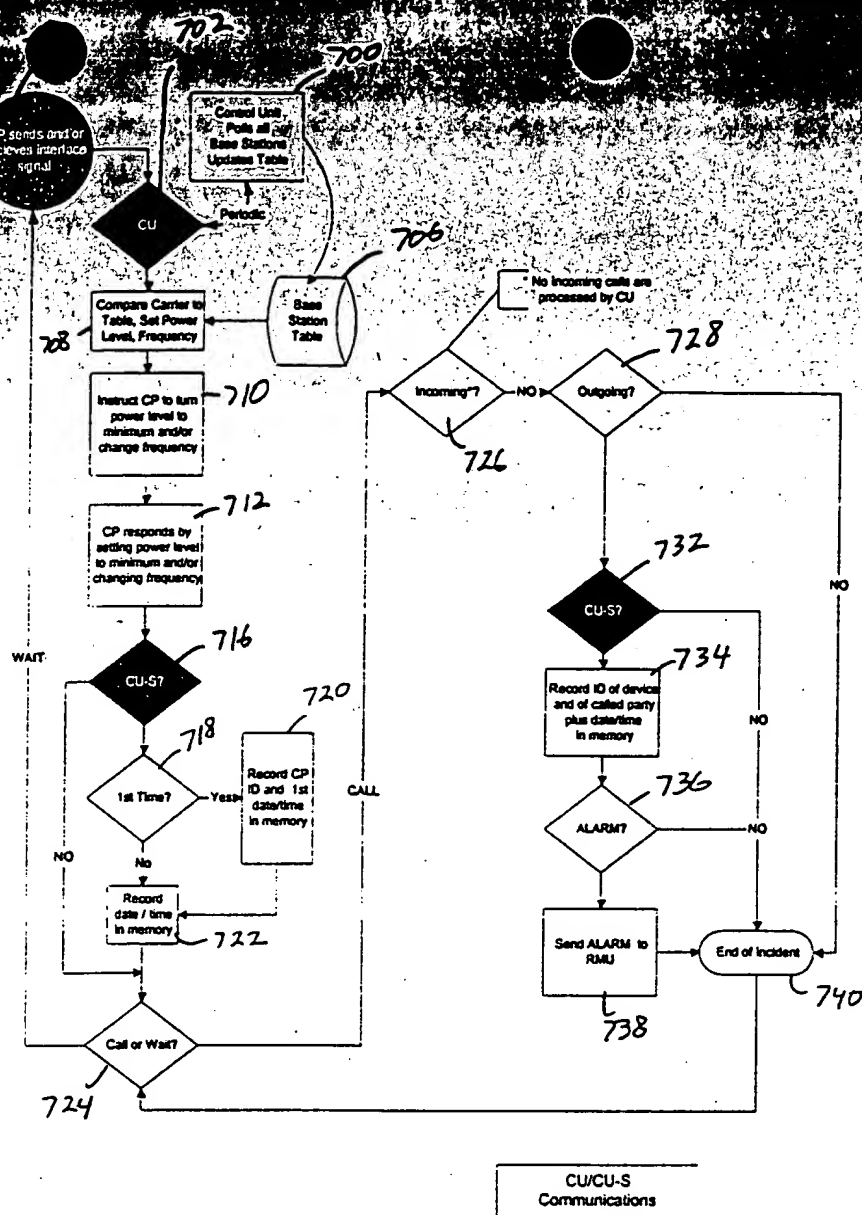 702
700
P sends and/or
interface
signal
Control Unit
Polls all
Base Stations
Updates Table
CU
Periodic
706
Compare Carrier to
Table, Set Power
Level, Frequency
708
Base
Station
Table
No incoming calls are
processed by CU
728
Instruct CP to turn
power level to
minimum and/or
change frequency
710
Incoming*?
NO
Outgoing?
726
712
CP responds by
setting power level
to minimum and/or
changing frequency
732
CU-S?
NO
WAIT
716
CU-S?
734
Record ID of device
and of called party
plus date/time
in memory
720
718
NO
1st Time?
Yes
Record CP
ID and 1st
date/time
in memory
CALL
736
ALARM?
NO
NO
No
Record
date / time
in memory
722
Send ALARM to
RMU
End of Incident
740
738
Call or Wait?
724
CU/CU-S
Communications